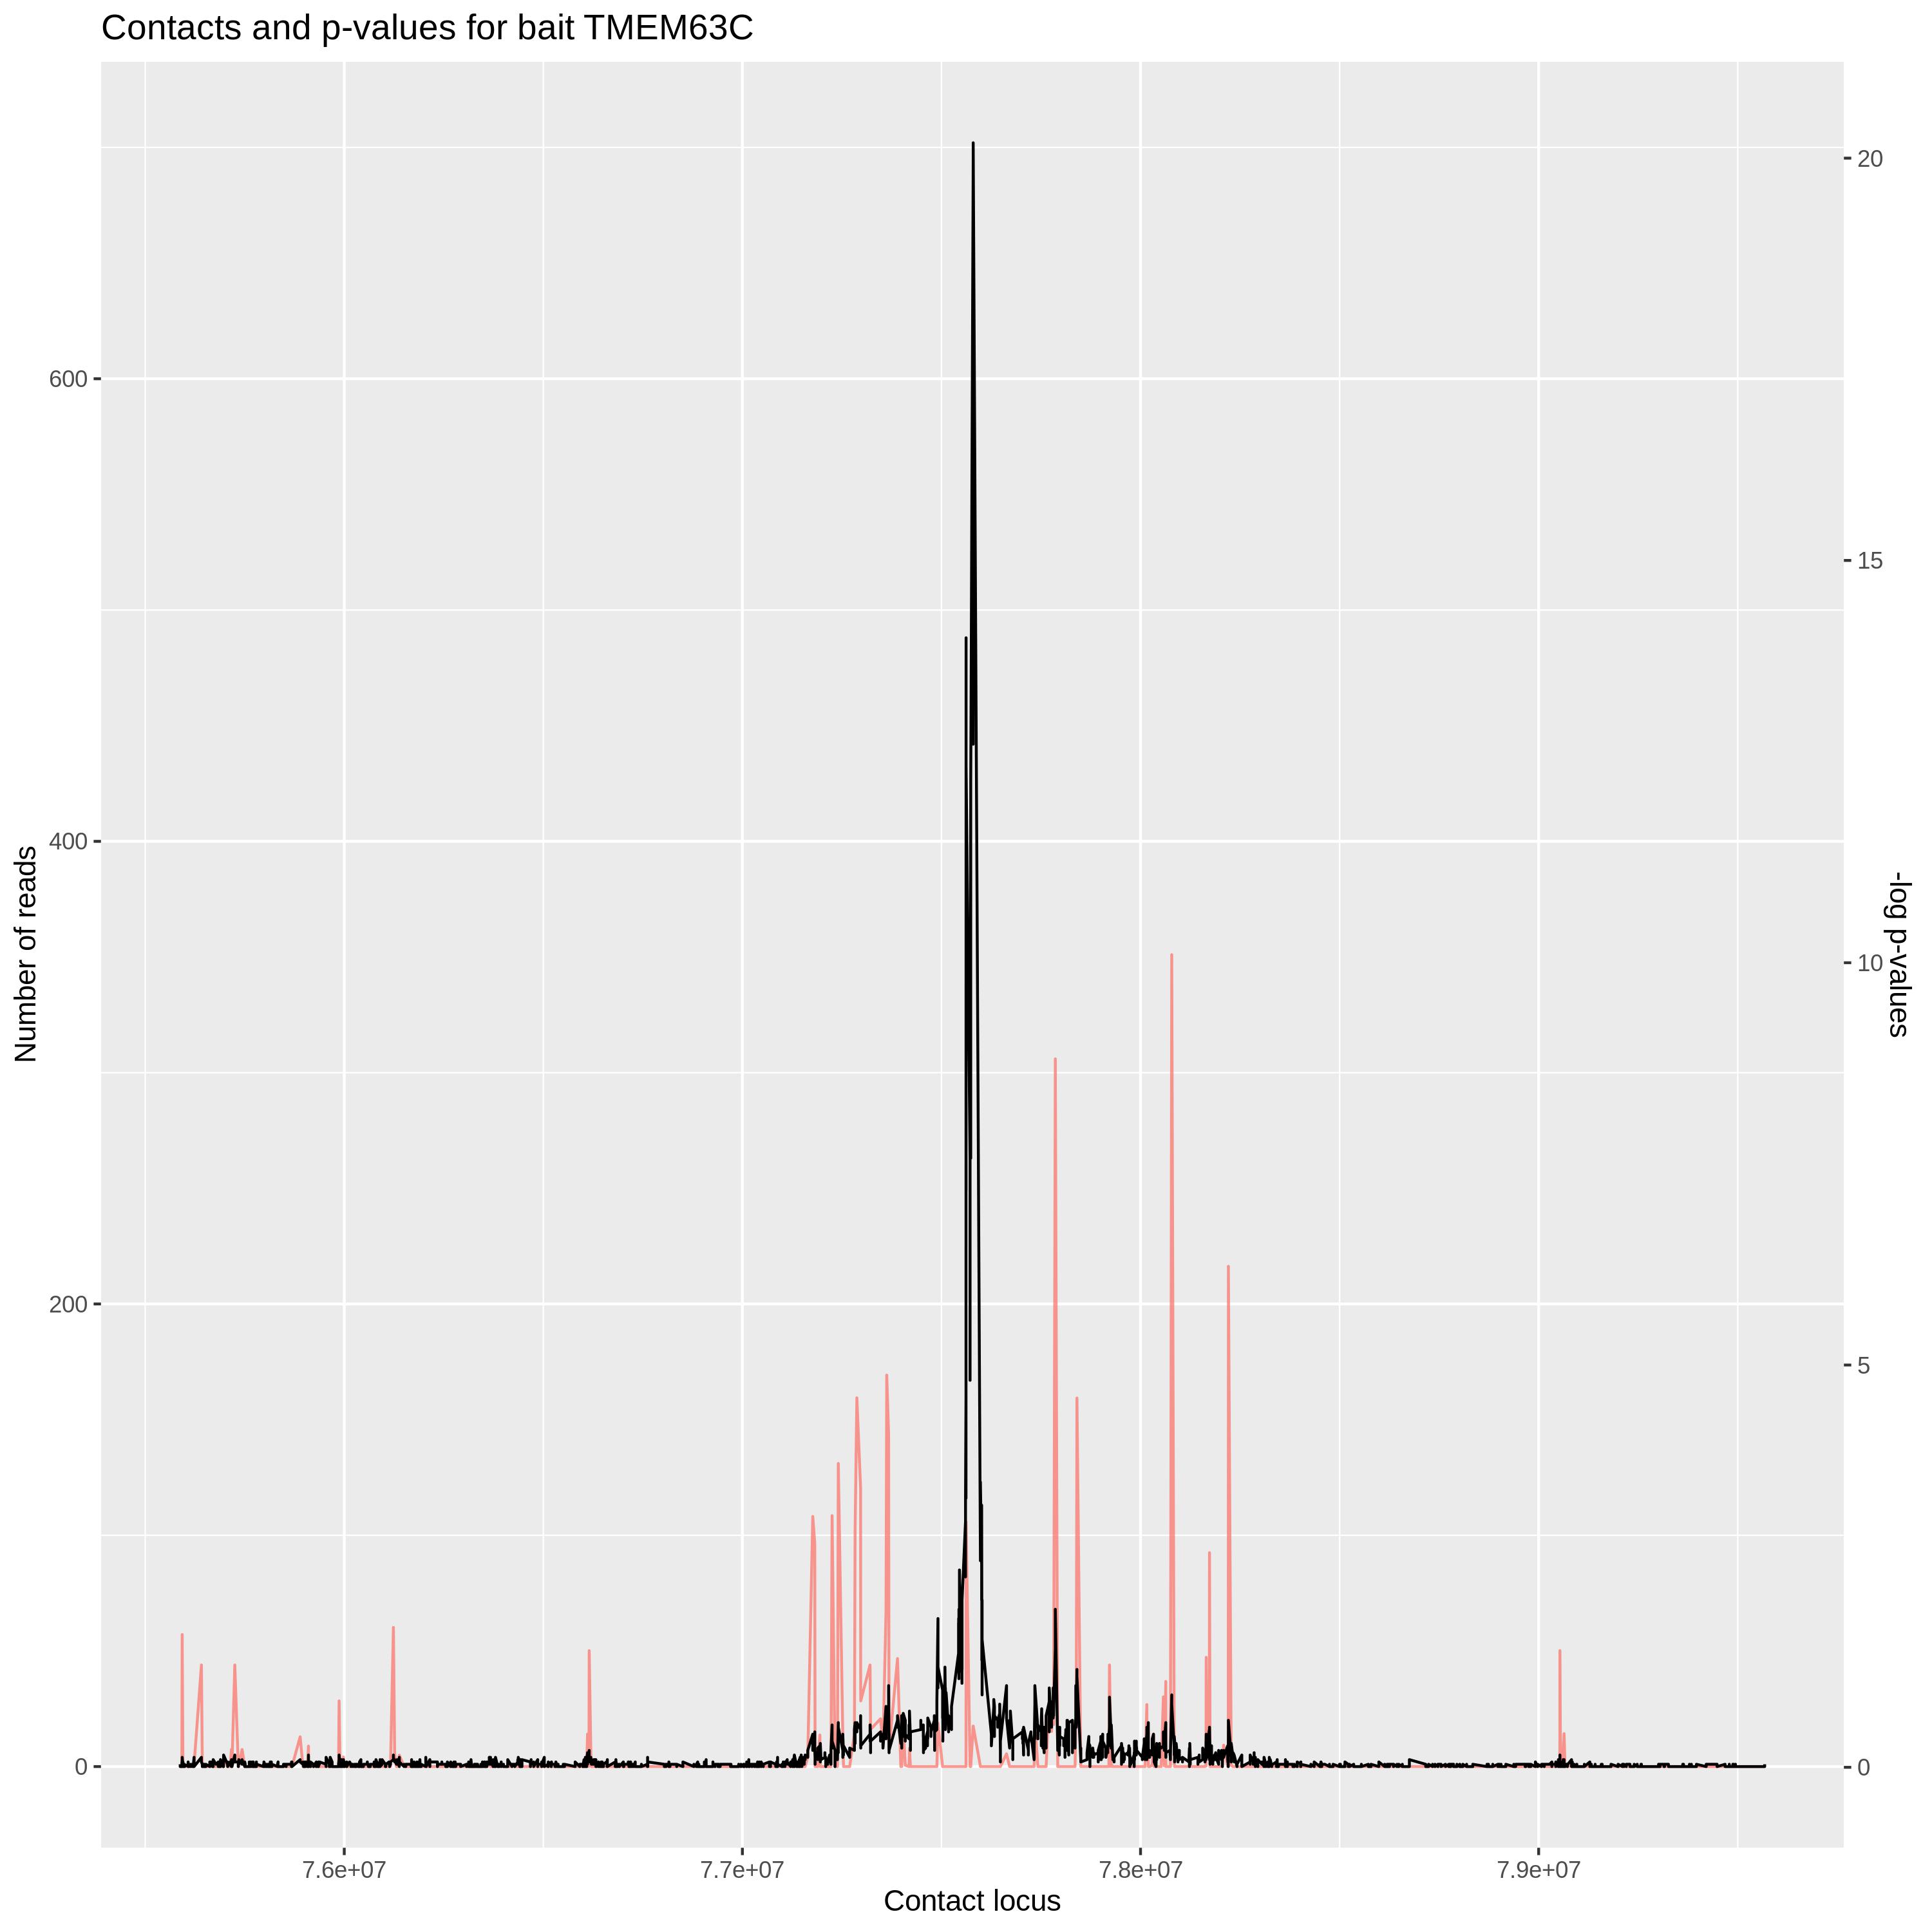 Contacts and p-values for bait TMEM63C
Number of reads
600
400
200
0
20
15
10
5
0
-log p-values
7.6e+07 7.7e+07 7.8e+07 7.9e+07
Contact locus